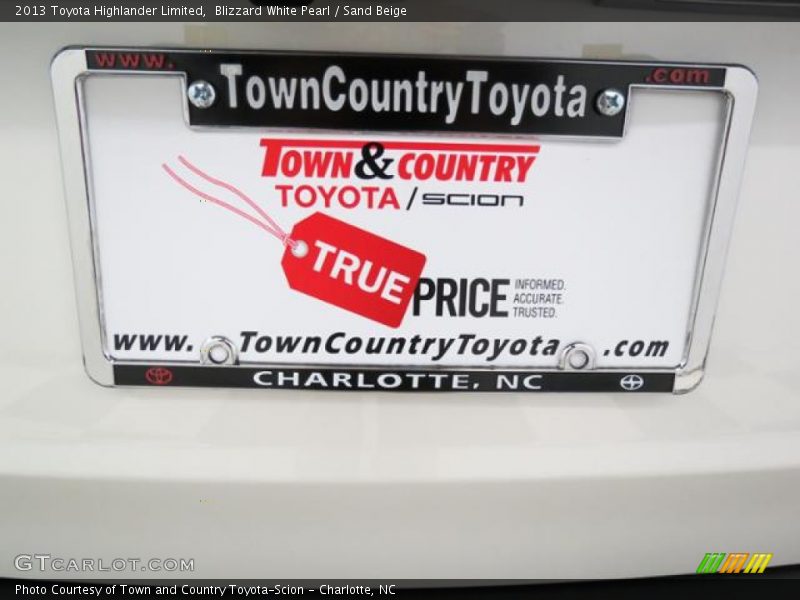 2013 Toyota Highlander Limited,  Blizzard White Pearl / Sand Beige
www. TownCountryToyota .com
TOWN & COUNTRY
TOYOTA / SCION
TRUE PRICE
INFORMED.
ACCURATE.
TRUSTED.
www. TownCountryToyota .com
CHARLOTTE, NC
GTCARLOT.COM
Photo Courtesy of Town and Country Toyota-Scion - Charlotte, NC